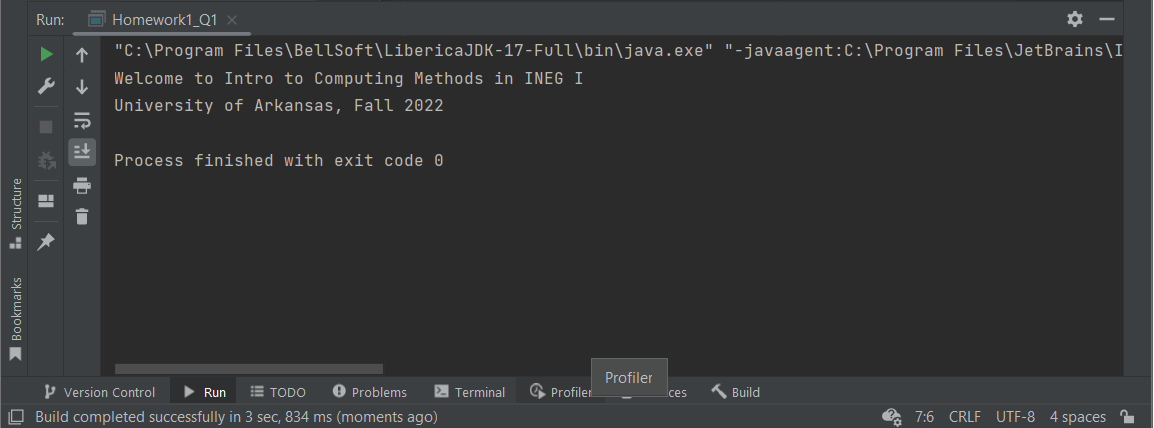 Run: Homework1_Q1
"C:\Program Files\BellSoft\LibericaJDK-17-Full\bin\java.exe" "-javaagent:C:\Program Files\JetBrains\I
Welcome to Intro to Computing Methods in INEG I
University of Arkansas, Fall 2022
Process finished with exit code 0
Structure
Bookmarks
Profiler
Version Control Run TODO Problems Terminal Profiler Build
Build completed successfully in 3 sec, 834 ms (moments ago) 7:6 CRLF UTF-8 4 spaces